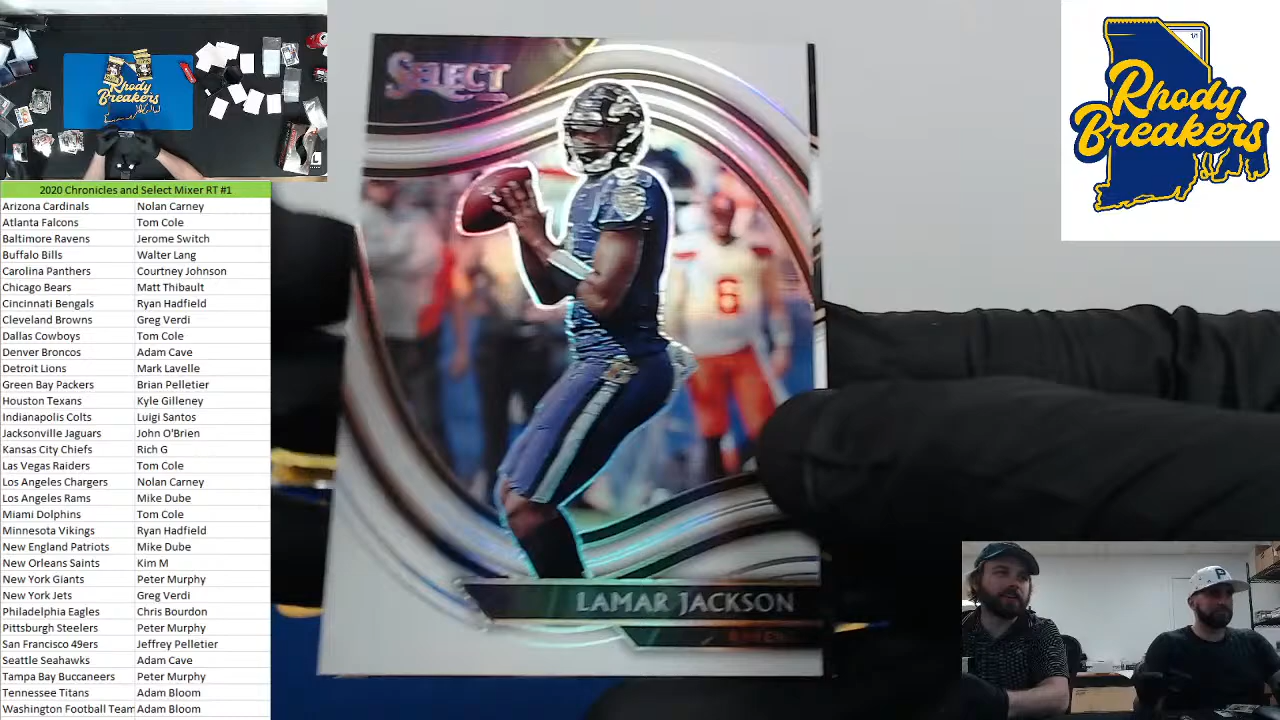 Rhody
Breakers
SELECT
6
LAMAR JACKSON
1/1
Rhody
Breakers
2020 Chronicles and Select Mixer RT #1
Arizona Cardinals Nolan Carney
Atlanta Falcons Tom Cole
Baltimore Ravens Jerome Switch
Buffalo Bills Walter Lang
Carolina Panthers Courtney Johnson
Chicago Bears Matt Thibault
Cincinnati Bengals Ryan Hadfield
Cleveland Browns Greg Verdi
Dallas Cowboys Tom Cole
Denver Broncos Adam Cave
Detroit Lions Mark Lavelle
Green Bay Packers Brian Pelletier
Houston Texans Kyle Gilleney
Indianapolis Colts Luigi Santos
Jacksonville Jaguars John O'Brien
Kansas City Chiefs Rich G
Las Vegas Raiders Tom Cole
Los Angeles Chargers Nolan Carney
Los Angeles Rams Mike Dube
Miami Dolphins Tom Cole
Minnesota Vikings Ryan Hadfield
New England Patriots Mike Dube
New Orleans Saints Kim M
New York Giants Peter Murphy
New York Jets Greg Verdi
Philadelphia Eagles Chris Bourdon
Pittsburgh Steelers Peter Murphy
San Francisco 49ers Jeffrey Pelletier
Seattle Seahawks Adam Cave
Tampa Bay Buccaneers Peter Murphy
Tennessee Titans Adam Bloom
Washington Football Team Adam Bloom